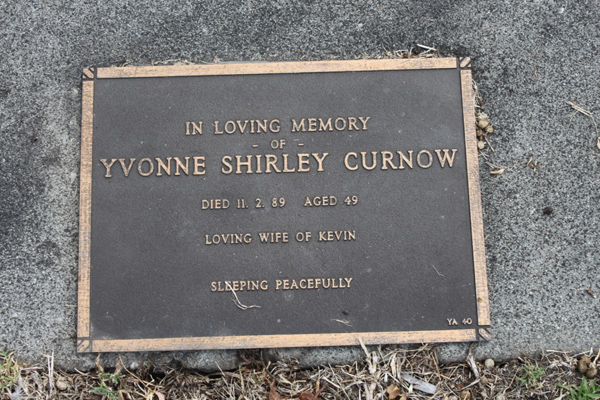 IN LOVING MEMORY
- OF -
YVONNE SHIRLEY CURNOW
DIED 11. 2. 89 AGED 49
LOVING WIFE OF KEVIN
SLEEPING PEACEFULLY
YA 40